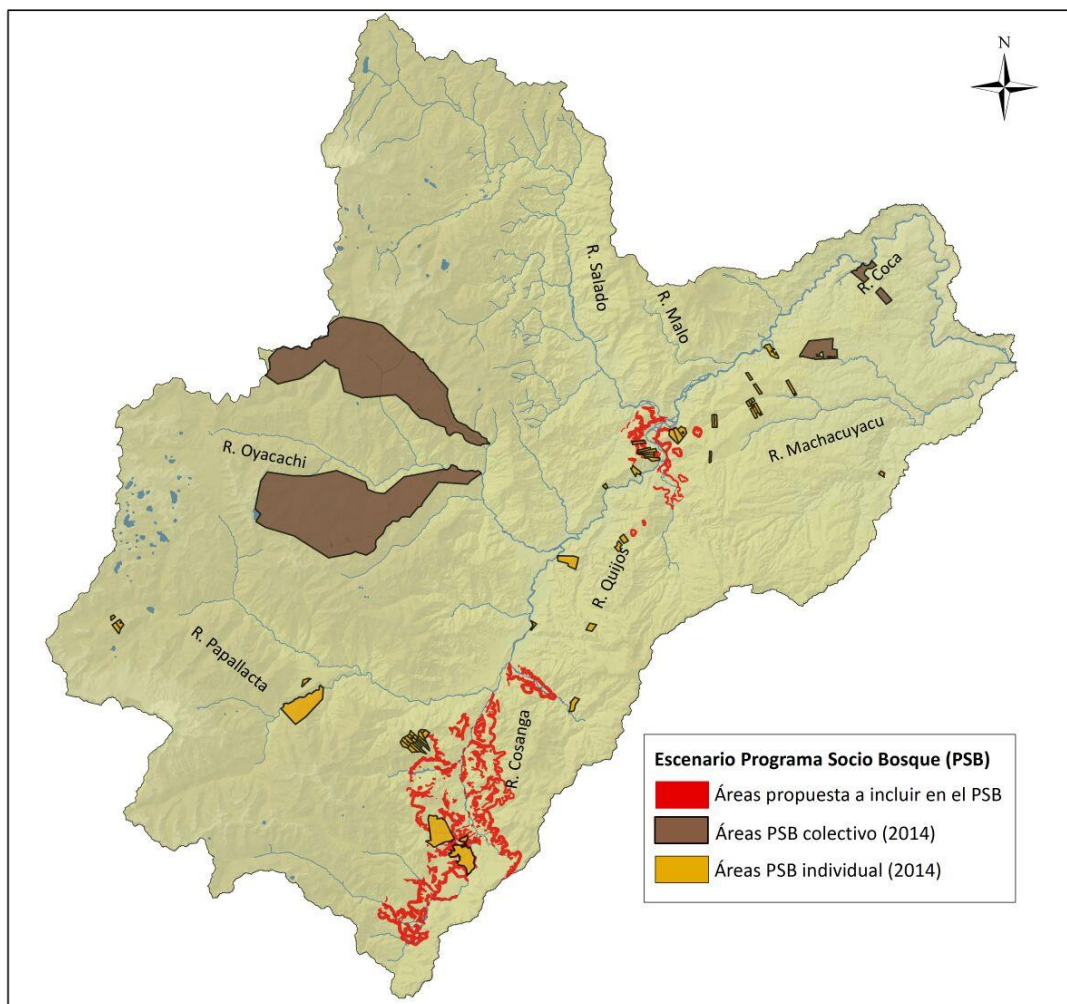 N
R. Salado
R. Malo
R. Coca
R. Machacuyacu
R. Oyacachi
R. Quijos
R. Papallacta
R. Cosanga
Escenario Programa Socio Bosque (PSB)
Áreas propuesta a incluir en el PSB
Áreas PSB colectivo (2014)
Áreas PSB individual (2014)